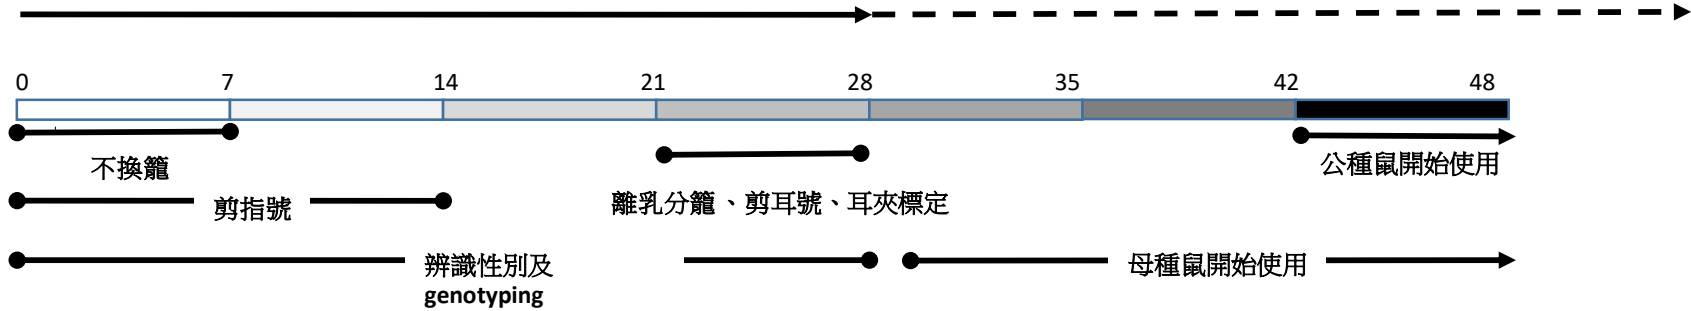 0 7 14 21 28 35 42 48
不換籠
公種鼠開始使用
剪指號
離乳分籠、剪耳號、耳夾標定
辨識性別及
genotyping
母種鼠開始使用